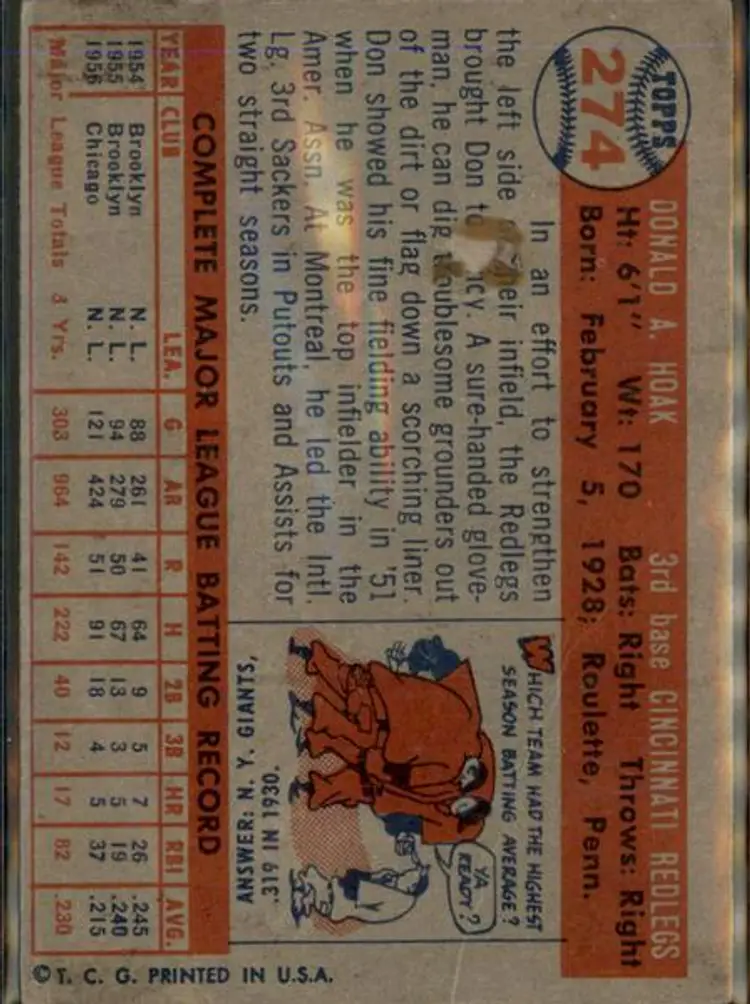 TOPPS
274
DONALD A. HOAK 3rd base CINCINNATI REDLEGS
Ht: 6'1" Wt: 170 Bats: Right Throws: Right
Born: February 5, 1928; Roulette, Penn.
In an effort to strengthen
the left side their infield, the Redlegs
brought Don to A sure-handed glove-
man, he can dig troublesome grounders out
of the dirt or flag down a scorching liner.
Don showed his fine fielding ability in '51
when he was the top infielder in the
Amer. Assn. At Montreal, he led the Intl.
Lg. 3rd Sackers in Putouts and Assists for
two straight seasons.
WHICH TEAM HAD THE HIGHEST
SEASON BATTING AVERAGE?
YA
READY?
ANSWER: N. Y. GIANTS,
.319 IN 1930.
COMPLETE MAJOR LEAGUE BATTING RECORD
YEAR CLUB LEA. G AB R H 2B 3B HR RBI AVG.
1954 Brooklyn N. L. 88 261 41 64 9 5 7 26 .245
1955 Brooklyn N. L. 94 279 50 67 13 3 5 19 .240
1956 Chicago N. L. 121 424 51 91 18 4 5 37 .215
Major League Totals 3 Yrs. 303 964 142 222 40 12 17 82 .230
© T. C. G. PRINTED IN U.S.A.